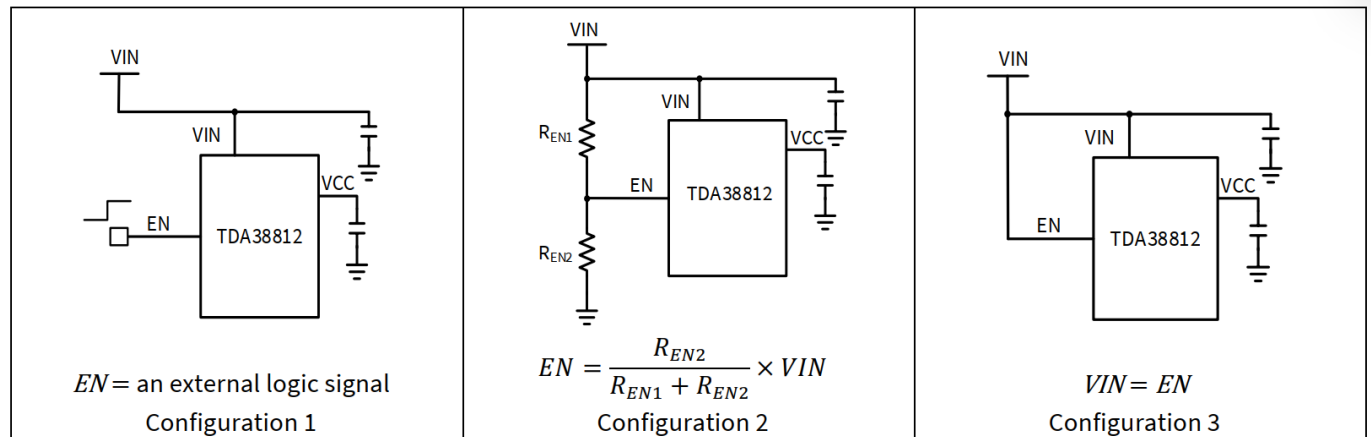 VIN
VIN
VCC
EN
TDA38812
EN = an external logic signal
Configuration 1
VIN
VIN
R_EN1
VCC
EN
TDA38812
R_EN2
EN = R_EN2 / (R_EN1 + R_EN2) × VIN
Configuration 2
VIN
VIN
VCC
EN
TDA38812
VIN = EN
Configuration 3